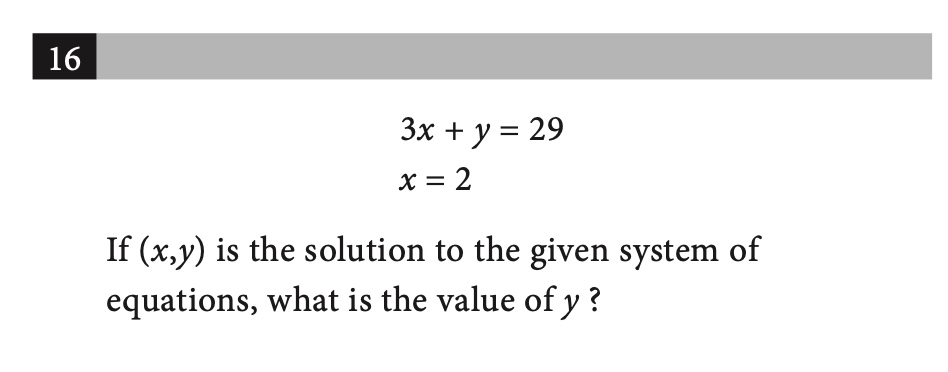 16
3x + y = 29
x = 2
If (x,y) is the solution to the given system of
equations, what is the value of y ?